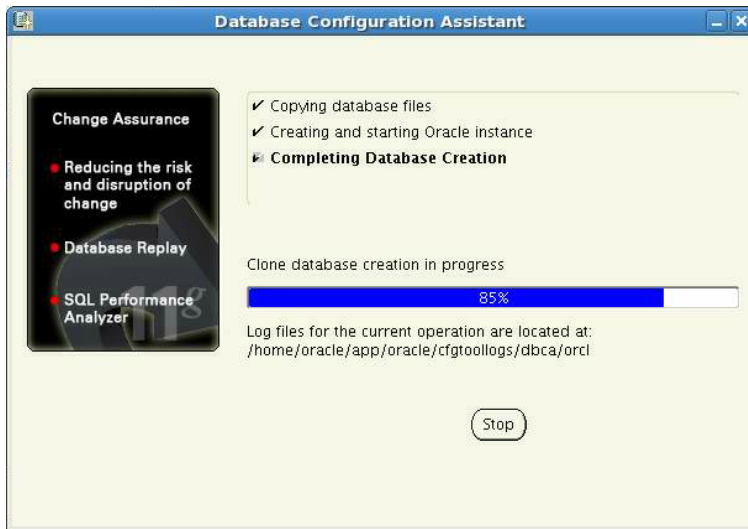 Database Configuration Assistant
Change Assurance
Reducing the risk
and disruption of
change
Database Replay
SQL Performance
Analyzer
11g
Copying database files
Creating and starting Oracle instance
Completing Database Creation
Clone database creation in progress
85%
Log files for the current operation are located at:
/home/oracle/app/oracle/cfgtoollogs/dbca/orcl
Stop